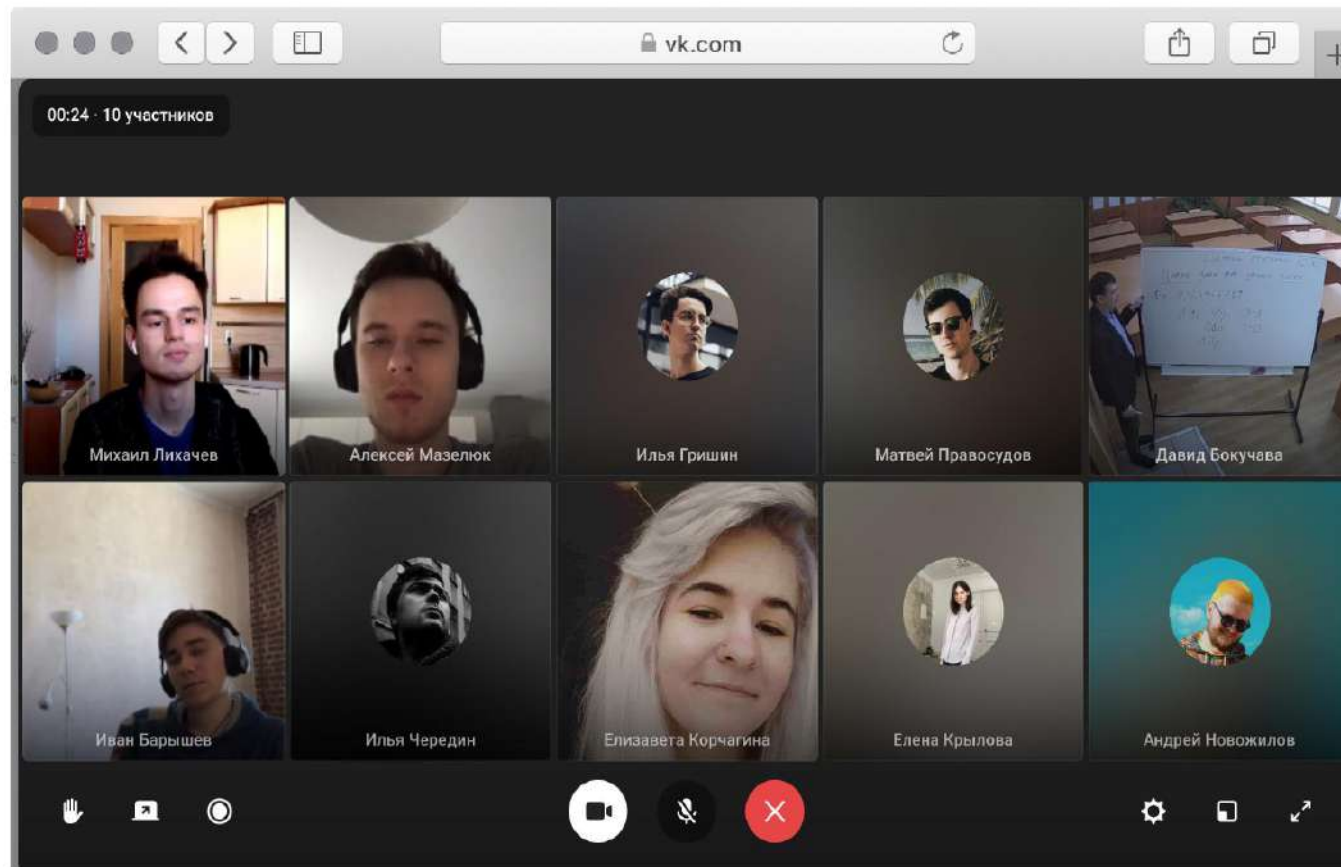 vk.com
00:24 · 10 участников
Михаил Лихачев
Алексей Мазелюк
Илья Гришин
Матвей Правосудов
Давид Бокучава
Иван Барышев
Илья Чередин
Елизавета Корчагина
Елена Крылова
Андрей Новожилов